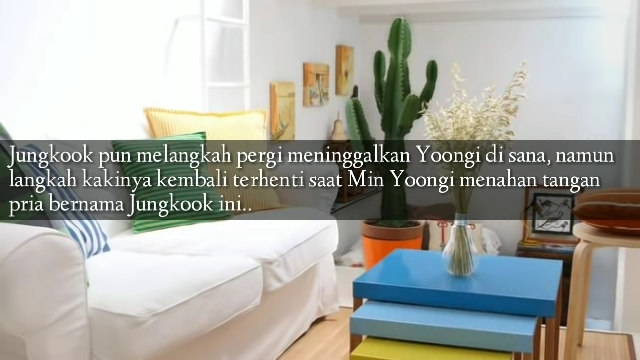 Jungkook pun melangkah pergi meninggalkan Yoongi di sana, namun
langkah kakinya kembali terhenti saat Min Yoongi menahan tangan
pria bernama Jungkook ini..